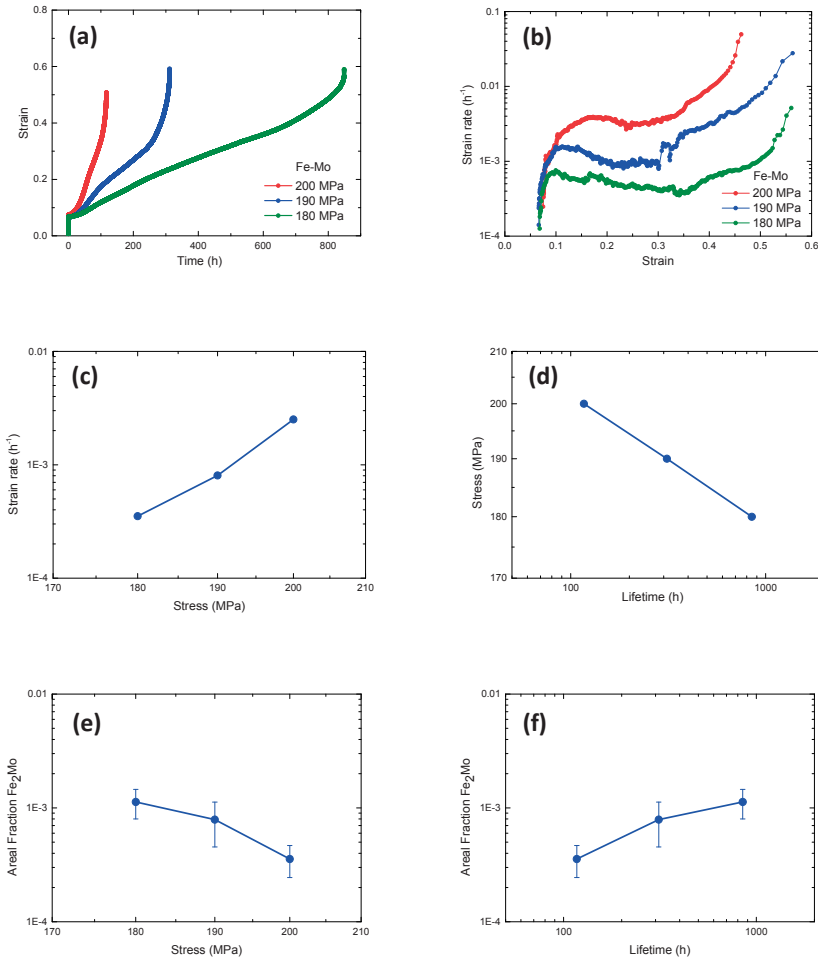 (a)
0.8
0.6
0.4
0.2
0.0
Strain
0 200 400 600 800
Time (h)
Fe-Mo
200 MPa
190 MPa
180 MPa
(b)
0.1
0.01
1E-3
1E-4
Strain rate (h-1)
0.0 0.1 0.2 0.3 0.4 0.5 0.6
Strain
Fe-Mo
200 MPa
190 MPa
180 MPa
(c)
0.01
1E-3
1E-4
Strain rate (h-1)
170 180 190 200 210
Stress (MPa)
(d)
210
200
190
180
170
Stress (MPa)
100 1000
Lifetime (h)
(e)
0.01
1E-3
1E-4
Areal Fraction Fe2Mo
170 180 190 200 210
Stress (MPa)
(f)
0.01
1E-3
1E-4
Areal Fraction Fe2Mo
100 1000
Lifetime (h)